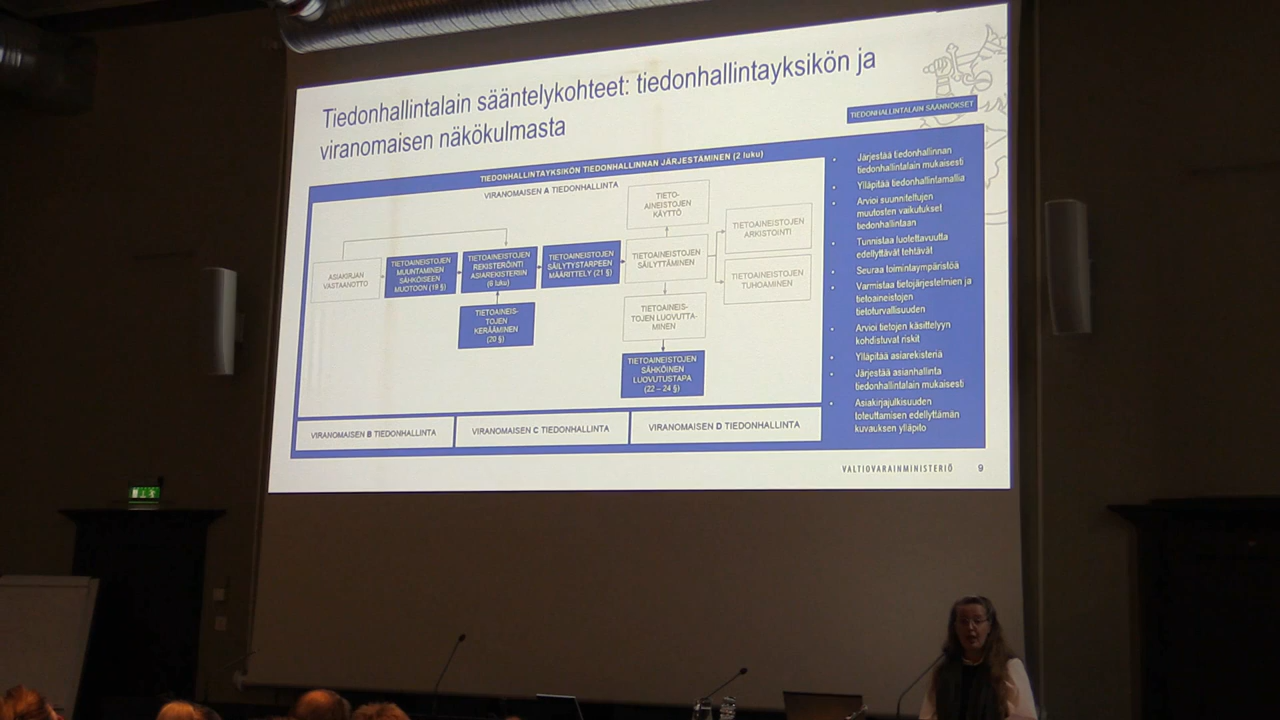 Tiedonhallintalain sääntelykohteet: tiedonhallintayksikön ja
viranomaisen näkökulmasta
TIEDONHALLINTALAIN SÄÄNNÖKSET
TIEDONHALLINTAYKSIKÖN TIEDONHALLINNAN JÄRJESTÄMINEN (2 luku)
VIRANOMAISEN A TIEDONHALLINTA
ASIAKIRJAN
VASTAANOTTO
TIETOAINEISTOJEN
MUUNTAMINEN
SÄHKÖISEEN
MUOTOON (19 §)
TIETOAINEISTOJEN
REKISTERÖINTI
ASIAREKISTERIIN
(6 luku)
TIETOAINEIS-
TOJEN
KERÄÄMINEN
(20 §)
TIETOAINEISTOJEN
SÄILYTYSTARPEEN
MÄÄRITTELY (21 §)
TIETO-
AINEISTOJEN
KÄYTTÖ
TIETOAINEISTOJEN
SÄILYTTÄMINEN
TIETOAINEIS-
TOJEN LUOVUTTA-
MINEN
TIETOAINEISTOJEN
SÄHKÖINEN
LUOVUTUSTAPA
(22 – 24 §)
TIETOAINEISTOJEN
ARKISTOINTI
TIETOAINEISTOJEN
TUHOAMINEN
VIRANOMAISEN B TIEDONHALLINTA
VIRANOMAISEN C TIEDONHALLINTA
VIRANOMAISEN D TIEDONHALLINTA
• Järjestää tiedonhallinnan
tiedonhallintalain mukaisesti
• Ylläpitää tiedonhallintamallia
• Arvioi suunniteltujen
muutosten vaikutukset
tiedonhallintaan
• Tunnistaa luotettavuutta
edellyttävät tehtävät
• Seuraa toimintaympäristöä
• Varmistaa tietojärjestelmien ja
tietoaineistojen
tietoturvallisuuden
• Arvioi tietojen käsittelyyn
kohdistuvat riskit
• Ylläpitää asiarekisteriä
• Järjestää asianhallinta
tiedonhallintalain mukaisesti
• Asiakirjajulkisuuden
toteuttamisen edellyttämän
kuvauksen ylläpito
VALTIOVARAINMINISTERIÖ 9